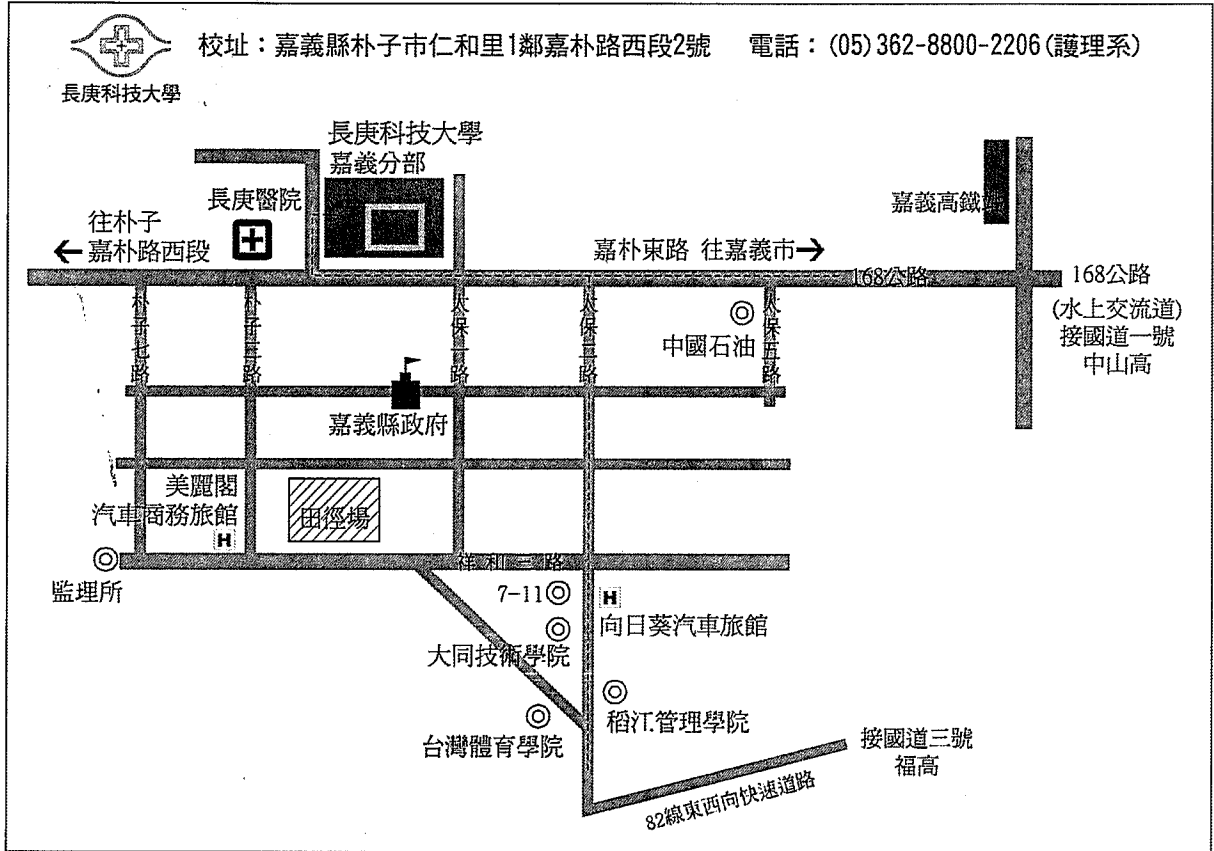 校址：嘉義縣朴子市仁和里1鄰嘉朴路西段2號 電話：(05)362-8800-2206(護理系)
長庚科技大學
長庚科技大學
嘉義分部
長庚醫院
嘉義高鐵站
往朴子
嘉朴路西段
嘉朴東路 往嘉義市
168公路
168公路
(水上交流道)
接國道一號
中山高
朴子七路
朴子三路
太保一路
太保三路
太保五路
中國石油
嘉義縣政府
美麗閣
汽車商務旅館
H
田徑場
監理所
祥和三路
7-11
H
向日葵汽車旅館
大同技術學院
稻江管理學院
台灣體育學院
接國道三號
福高
82線東西向快速道路